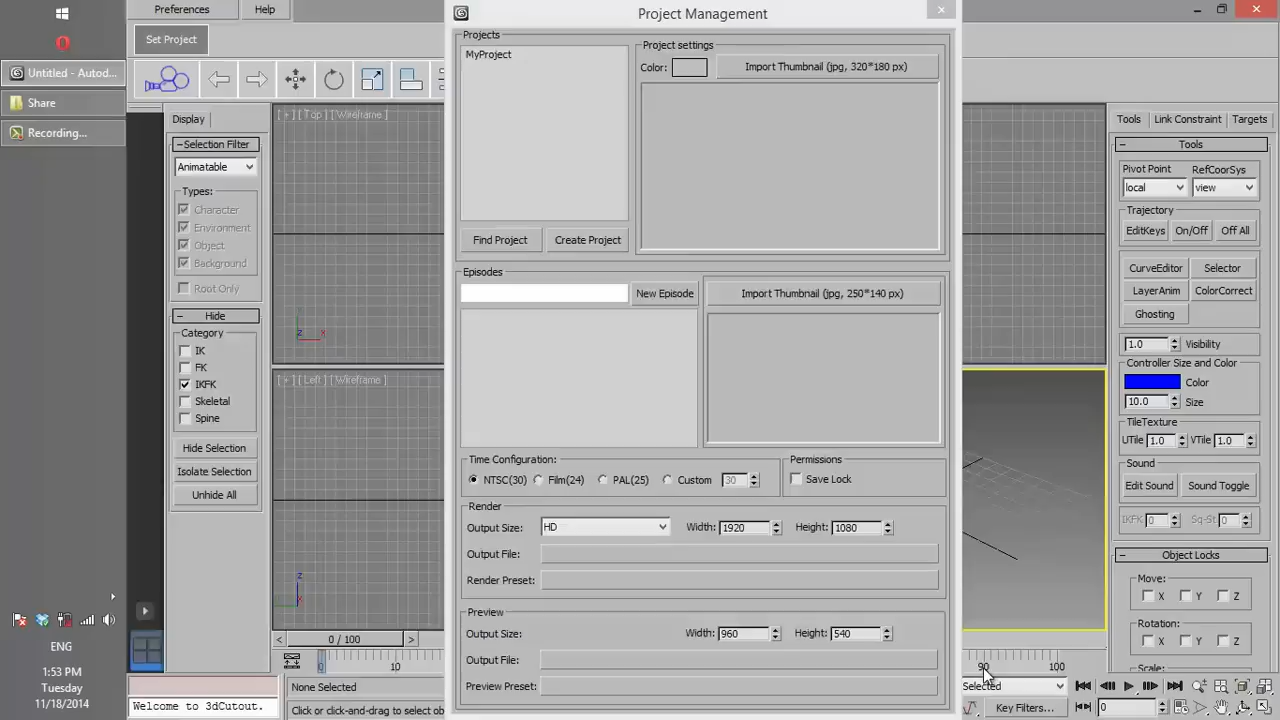 Preferences
Help
Project Management
Set Project
Projects
MyProject
Find Project
Create Project
Project settings
Color:
Import Thumbnail (jpg, 320*180 px)
Untitled - Autod...
Share
Recording...
Display
Selection Filter
Animatable
Types:
Character
Environment
Object
Background
Root Only
Hide
Category
IK
FK
IKFK
Skeletal
Spine
Hide Selection
Isolate Selection
Unhide All
[ + ] [ Top ] [ Wireframe ]
z
x
[ + ] [ Left ] [ Wireframe ]
z
Episodes
New Episode
Import Thumbnail (jpg, 250*140 px)
Time Configuration:
NTSC(30)
Film(24)
PAL(25)
Custom
30
Permissions
Save Lock
Render
Output Size:
HD
Width:
1920
Height:
1080
Output File:
Render Preset:
Preview
Output Size:
Width:
960
Height:
540
Output File:
Preview Preset:
Tools
Link Constraint
Targets
Tools
Pivot Point
RefCoorSys
local
view
Trajectory
EditKeys
On/Off
Off All
CurveEditor
Selector
LayerAnim
ColorCorrect
Ghosting
1.0
Visibility
Controller Size and Color
Color
10.0
Size
TileTexture
UTile
1.0
VTile
1.0
Sound
Edit Sound
Sound Toggle
IKFK
0
Sq-St
0
Object Locks
Move:
X
Y
Z
Rotation:
X
Y
Z
Scale:
0 / 100
0
10
90
100
None Selected
Click or click-and-drag to select ob
Welcome to 3dCutout.
Selected
Key Filters...
0
ENG
1:53 PM
Tuesday
11/18/2014